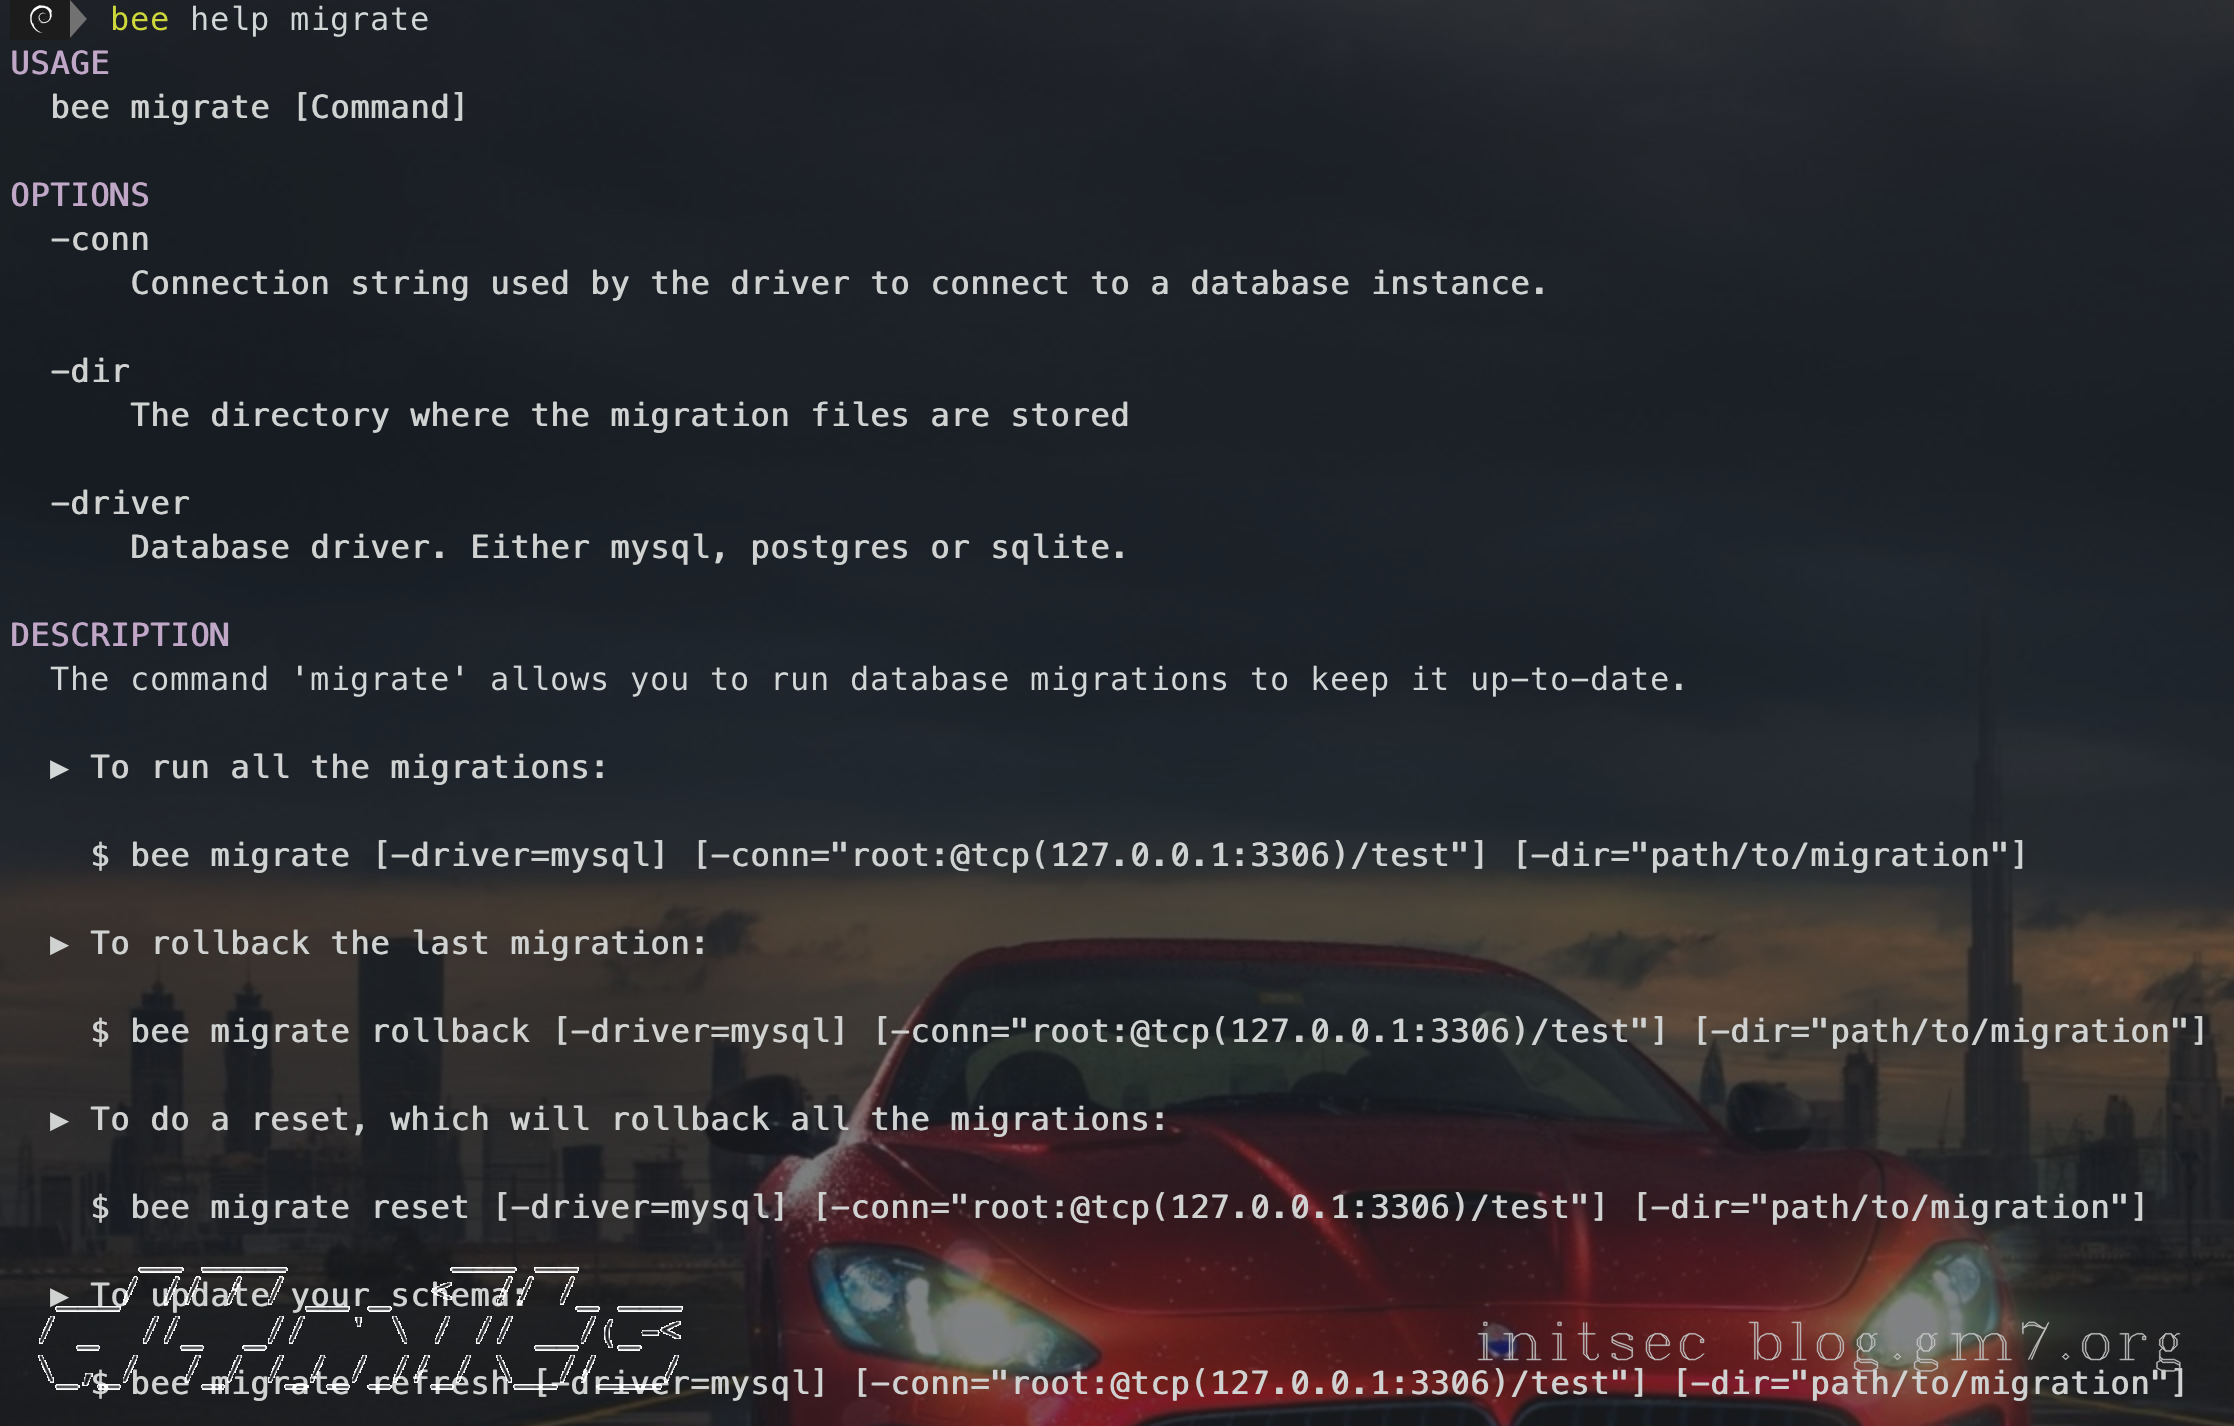 bee help migrate
USAGE
bee migrate [Command]
OPTIONS
-conn
Connection string used by the driver to connect to a database instance.
-dir
The directory where the migration files are stored
-driver
Database driver. Either mysql, postgres or sqlite.
DESCRIPTION
The command 'migrate' allows you to run database migrations to keep it up-to-date.
▶ To run all the migrations:
$ bee migrate [-driver=mysql] [-conn="root:@tcp(127.0.0.1:3306)/test"] [-dir="path/to/migration"]
▶ To rollback the last migration:
$ bee migrate rollback [-driver=mysql] [-conn="root:@tcp(127.0.0.1:3306)/test"] [-dir="path/to/migration"]
▶ To do a reset, which will rollback all the migrations:
$ bee migrate reset [-driver=mysql] [-conn="root:@tcp(127.0.0.1:3306)/test"] [-dir="path/to/migration"]
▶ To update your schema:
initsec blog.gm7.org
$ bee migrate refresh [-driver=mysql] [-conn="root:@tcp(127.0.0.1:3306)/test"] [-dir="path/to/migration"]